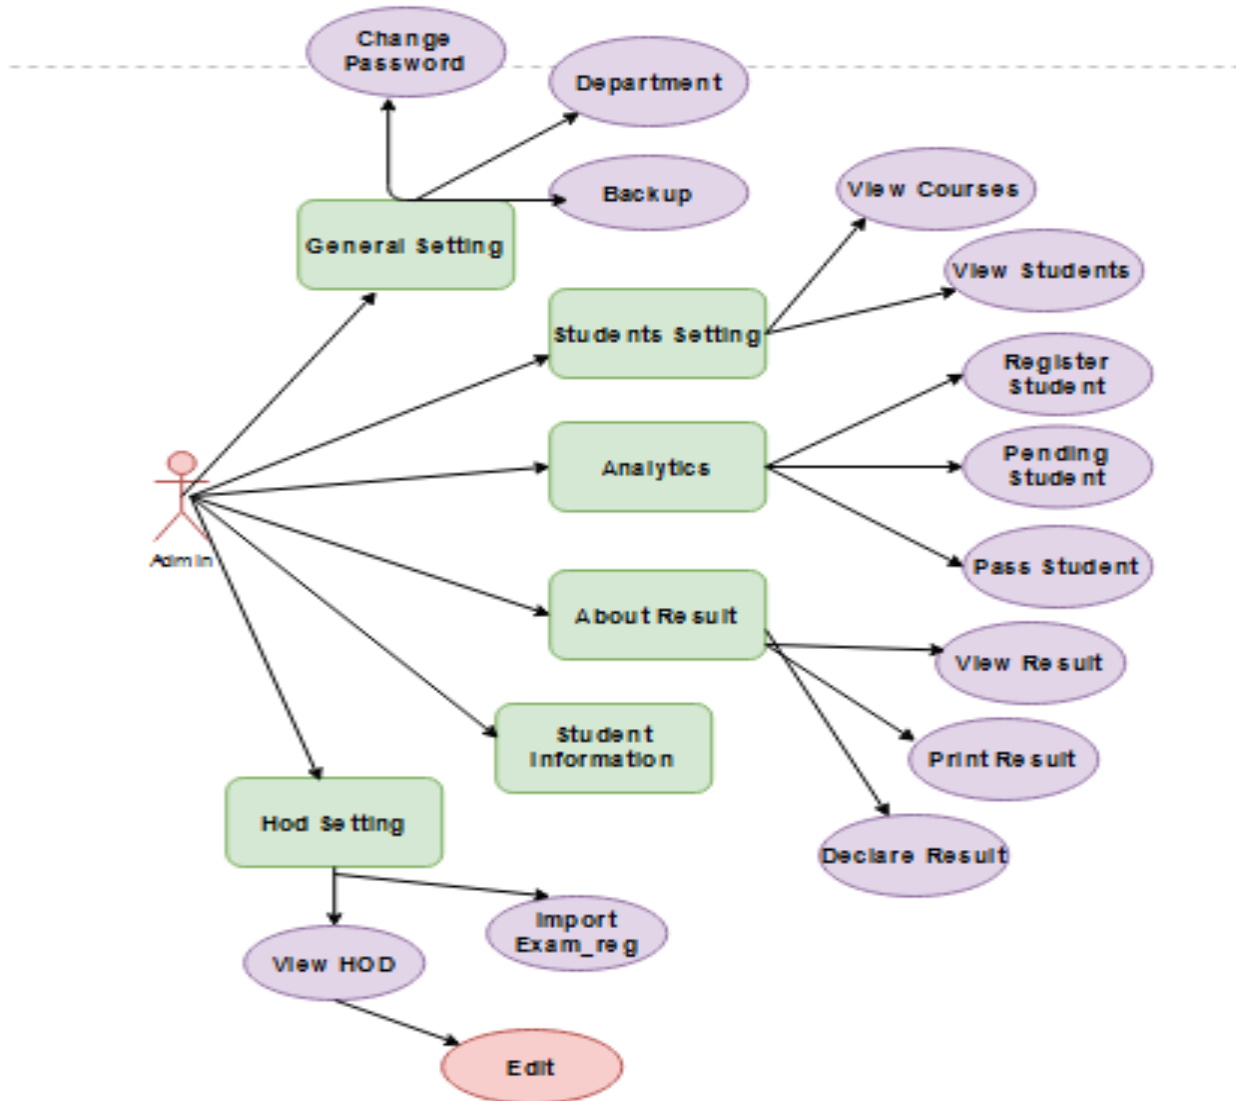 Change
Password
Department
Backup
View Courses
General Setting
View Students
Students Setting
Register
Student
Analytics
Pending
Student
Admin
Pass Student
About Result
View Result
Student
Information
Print Result
Hod Setting
Declare Result
Import
Exam_reg
View HOD
Edit